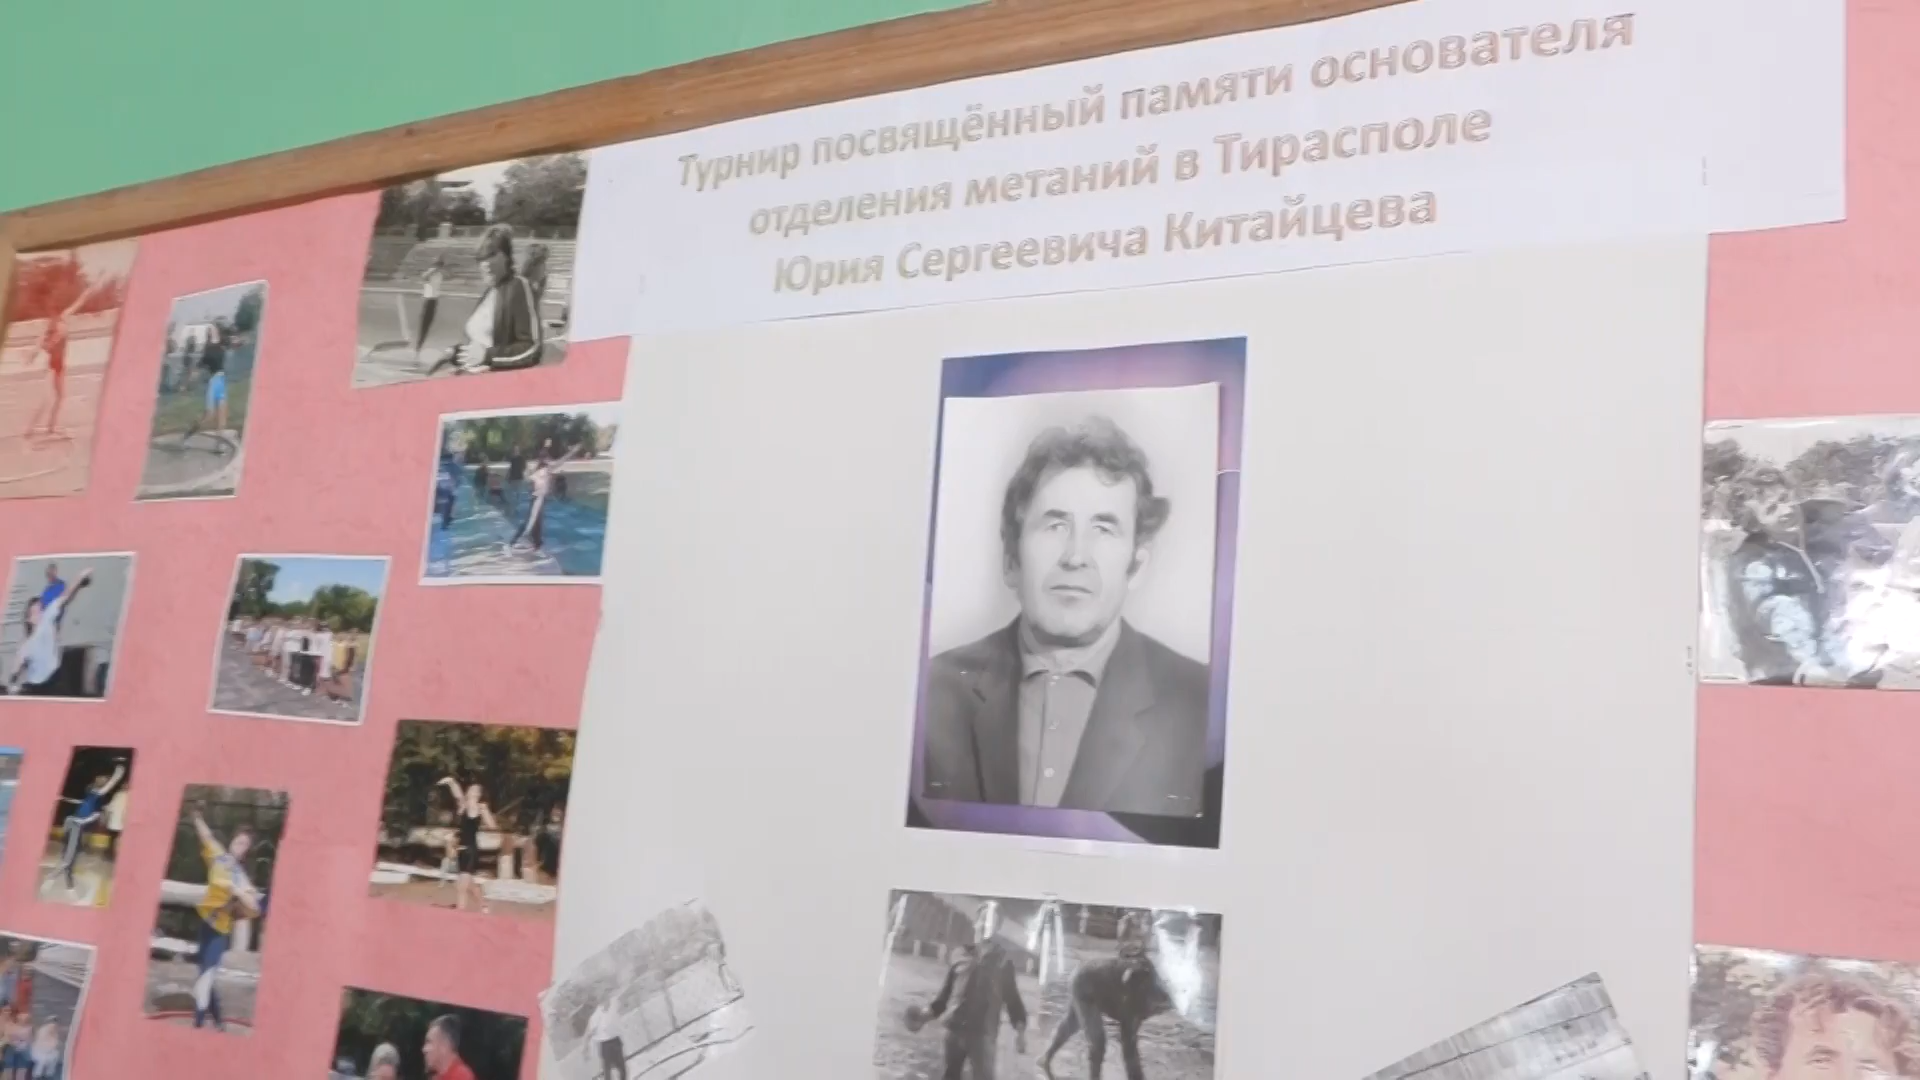 Турнир посвящённый памяти основателя
отделения метаний в Тирасполе
Юрия Сергеевича Китайцева